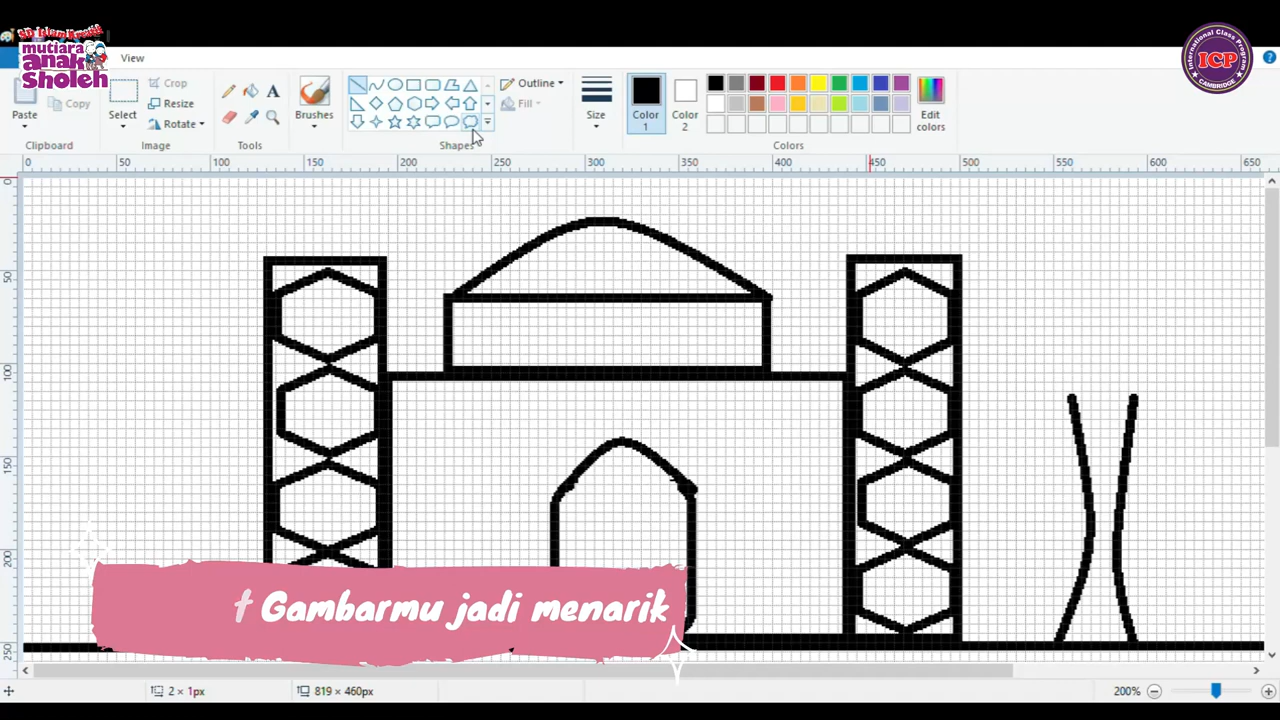 SD Islam Kreatif
mutiara
anak
Sholeh
View
International Class Program
ICP
CAMBRIDGE
Paste
Copy
Clipboard
Select
Crop
Resize
Rotate
Image
A
Tools
Brushes
Shapes
Outline
Fill
Size
Color
1
Color
2
Edit
colors
Colors
0 50 100 150 200 250 300 350 400 450 500 550 600 650
0
50
100
150
200
250
t Gambarmu jadi menarik
2 × 1px
819 × 460px
200%